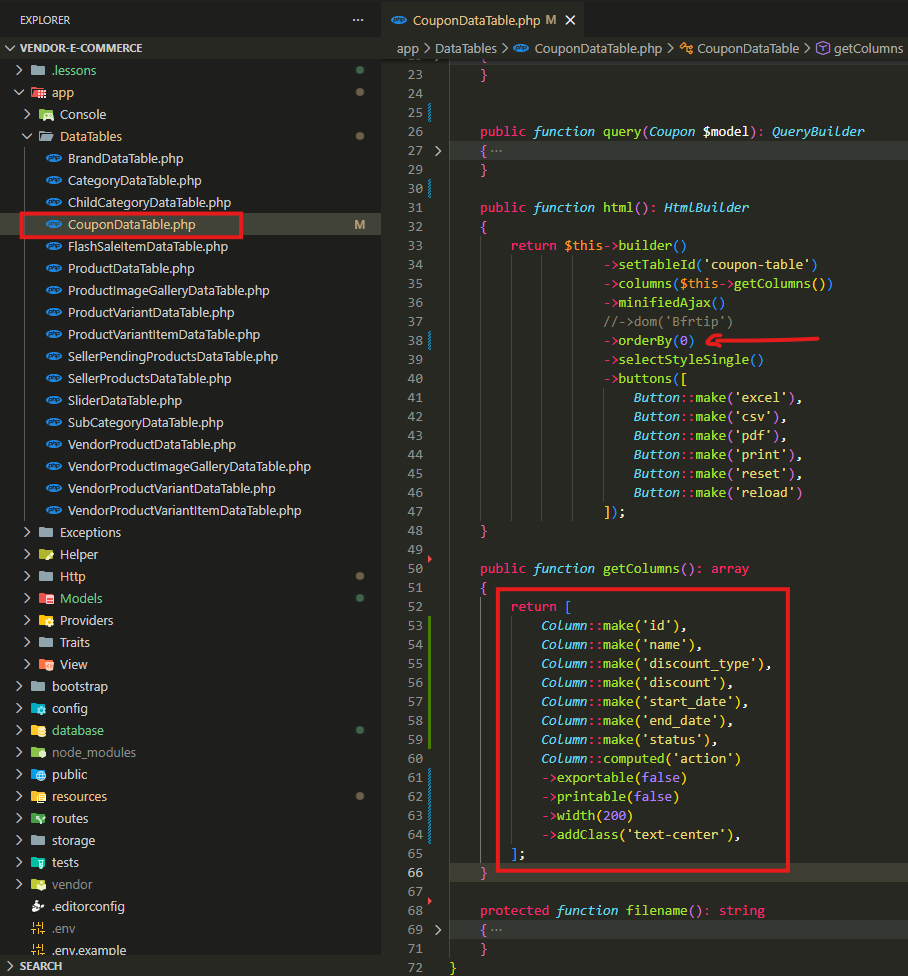 EXPLORER
···
VENDOR-E-COMMERCE
.lessons
app
Console
DataTables
BrandDataTable.php
CategoryDataTable.php
ChildCategoryDataTable.php
CouponDataTable.php M
FlashSaleItemDataTable.php
ProductDataTable.php
ProductImageGalleryDataTable.php
ProductVariantDataTable.php
ProductVariantItemDataTable.php
SellerPendingProductsDataTable.php
SellerProductsDataTable.php
SliderDataTable.php
SubCategoryDataTable.php
VendorProductDataTable.php
VendorProductImageGalleryDataTable.php
VendorProductVariantDataTable.php
VendorProductVariantItemDataTable.php
Exceptions
Helper
Http
Models
Providers
Traits
View
bootstrap
config
database
node_modules
public
resources
routes
storage
tests
vendor
.editorconfig
.env
.env.example
SEARCH
CouponDataTable.php M ×
app > DataTables > CouponDataTable.php > CouponDataTable > getColumns
23 }
24
25
26 public function query(Coupon $model): QueryBuilder
27 { ···
29 }
30
31 public function html(): HtmlBuilder
32 {
33 return $this->builder()
34 ->setTableId('coupon-table')
35 ->columns($this->getColumns())
36 ->minifiedAjax()
37 //->dom('Bfrtip')
38 ->orderBy(0)
39 ->selectStyleSingle()
40 ->buttons([
41 Button::make('excel'),
42 Button::make('csv'),
43 Button::make('pdf'),
44 Button::make('print'),
45 Button::make('reset'),
46 Button::make('reload')
47 ]);
48 }
49
50 public function getColumns(): array
51 {
52 return [
53 Column::make('id'),
54 Column::make('name'),
55 Column::make('discount_type'),
56 Column::make('discount'),
57 Column::make('start_date'),
58 Column::make('end_date'),
59 Column::make('status'),
60 Column::computed('action')
61 ->exportable(false)
62 ->printable(false)
63 ->width(200)
64 ->addClass('text-center'),
65 ];
66 }
67
68 protected function filename(): string
69 { ···
71 }
72 }